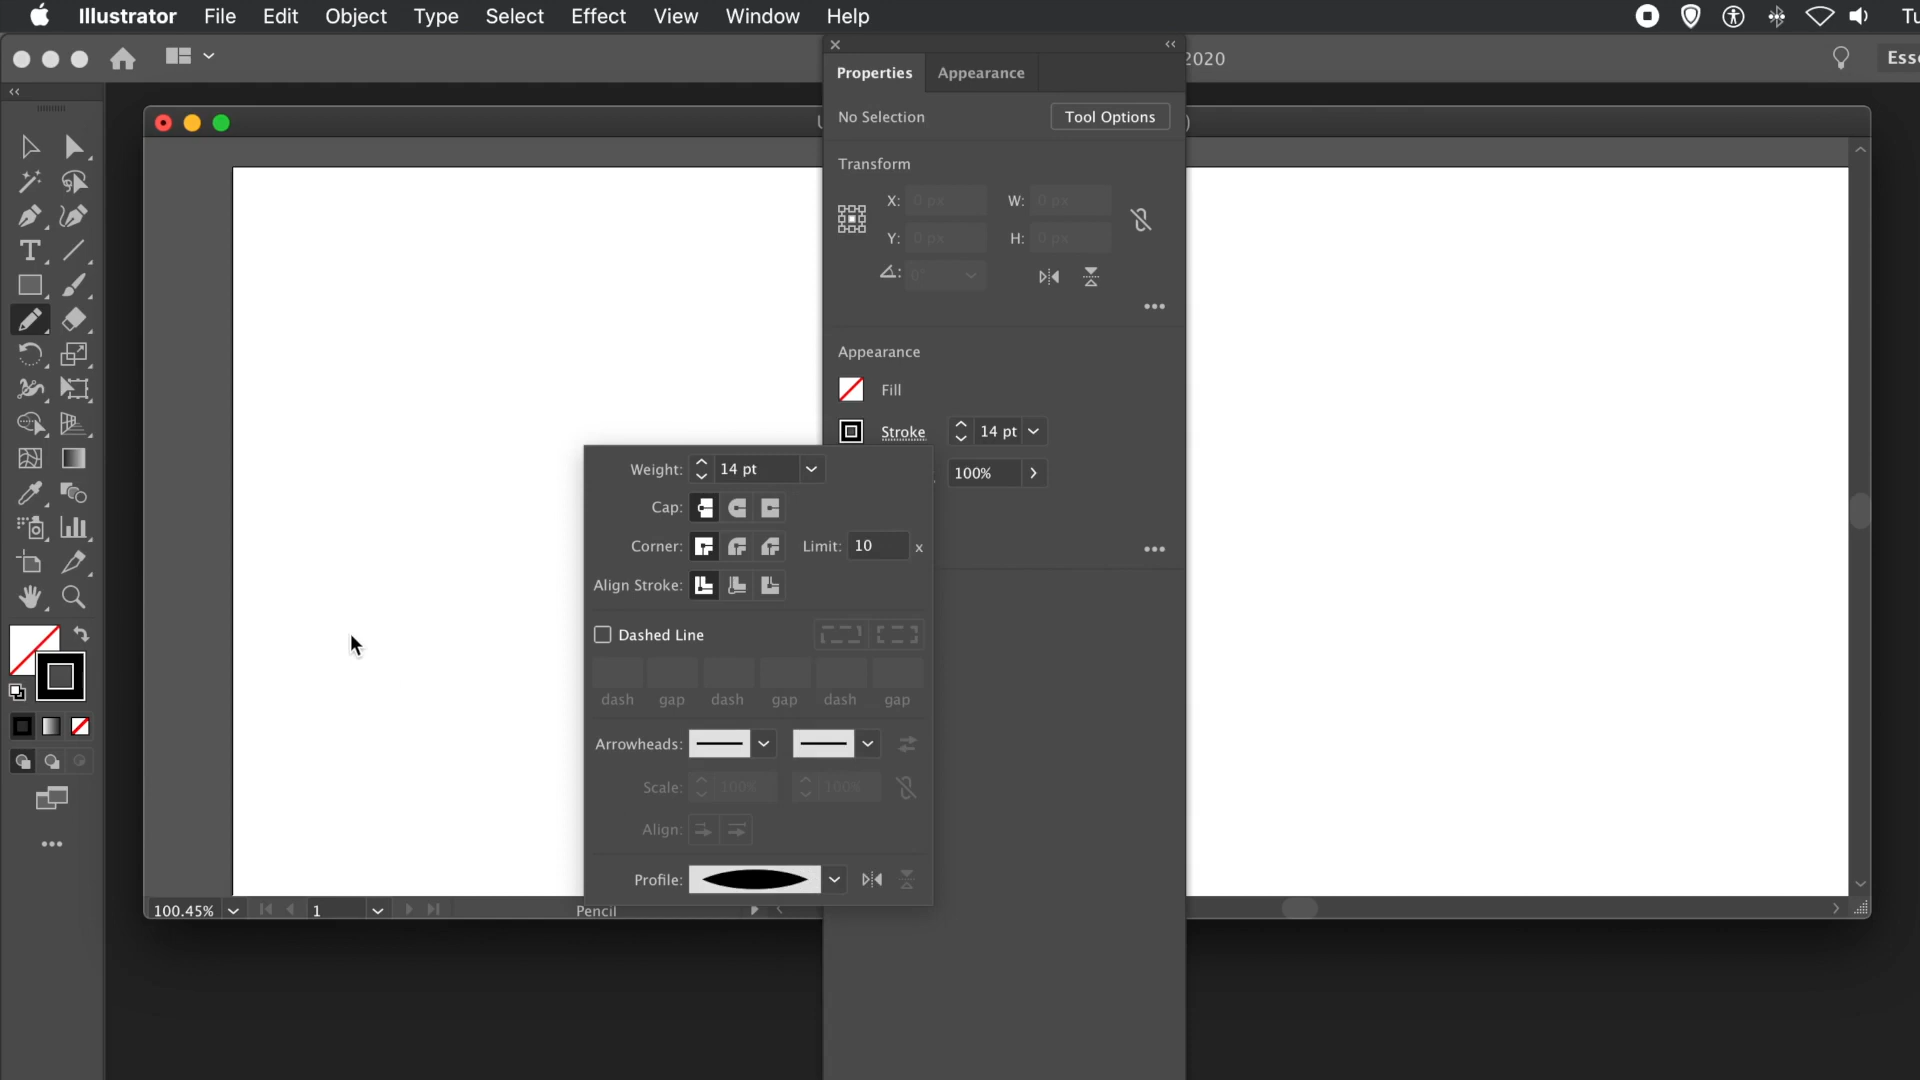 Illustrator File Edit Object Type Select Effect View Window Help
2020
Properties Appearance
No Selection Tool Options
Transform
X: 0 px W: 0 px
Y: 0 px H: 0 px
0°
Appearance
Fill
Stroke 14 pt
100%
Weight: 14 pt
Cap:
Corner: Limit: 10 x
Align Stroke:
Dashed Line
dash gap dash gap dash gap
Arrowheads:
Scale: 100% 100%
Align:
Profile:
100.45% 1 Pencil